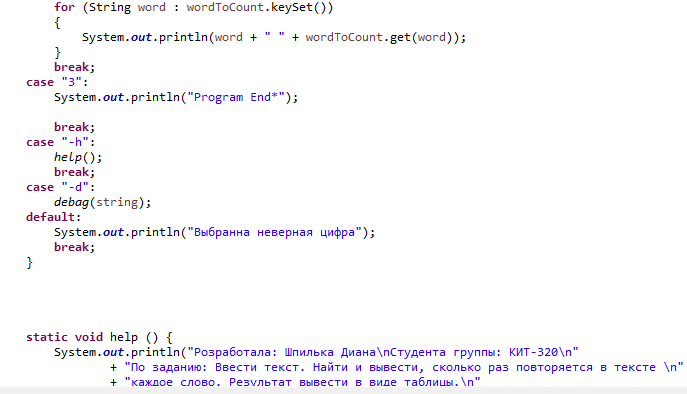 for (String word : wordToCount.keySet())
{
System.out.println(word + " " + wordToCount.get(word));
}
break;
case "3":
System.out.println("Program End*");
break;
case "-h":
help();
break;
case "-d":
debag(string);
default:
System.out.println("Выбранна неверная цифра");
break;
}
static void help () {
System.out.println("Розработала: Шпилька Диана\nСтудента группы: КИТ-320\n"
+ "По заданию: Ввести текст. Найти и вывести, сколько раз повторяется в тексте \n"
+ "каждое слово. Результат вывести в виде таблицы.\n"